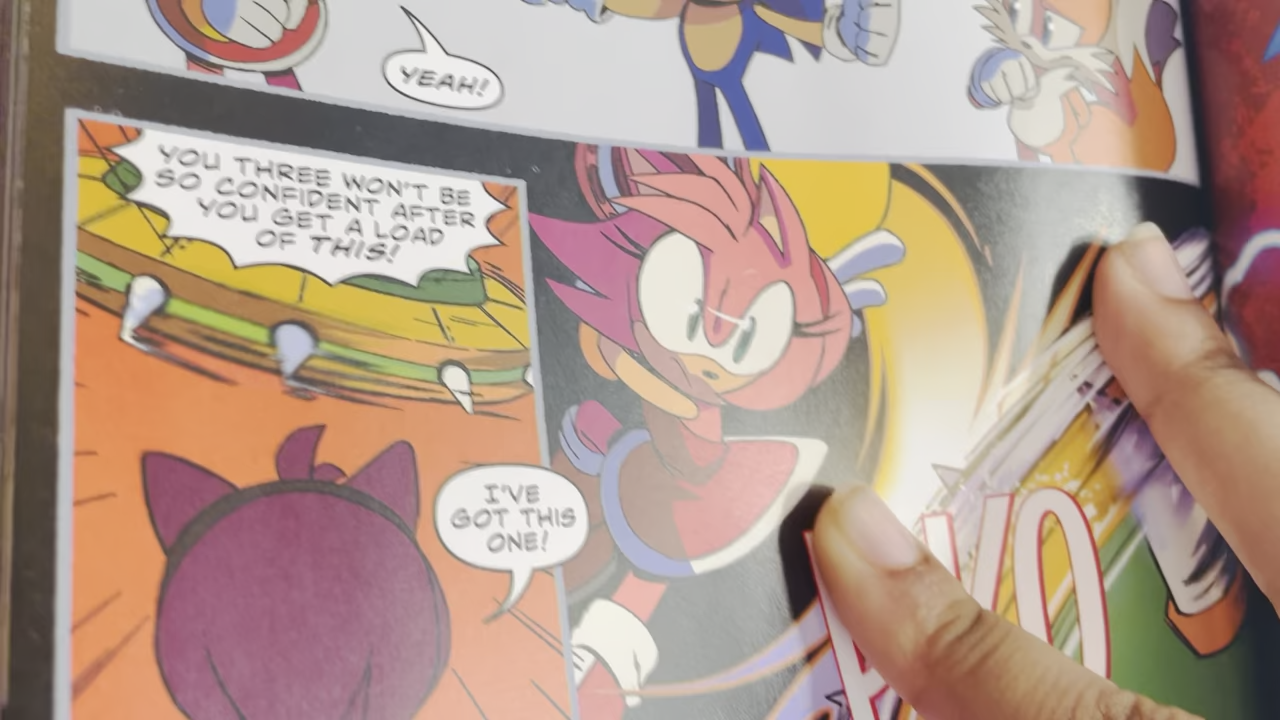 YEAH!
YOU THREE WON'T BE
SO CONFIDENT AFTER
YOU GET A LOAD
OF THIS!
I'VE
GOT THIS
ONE!